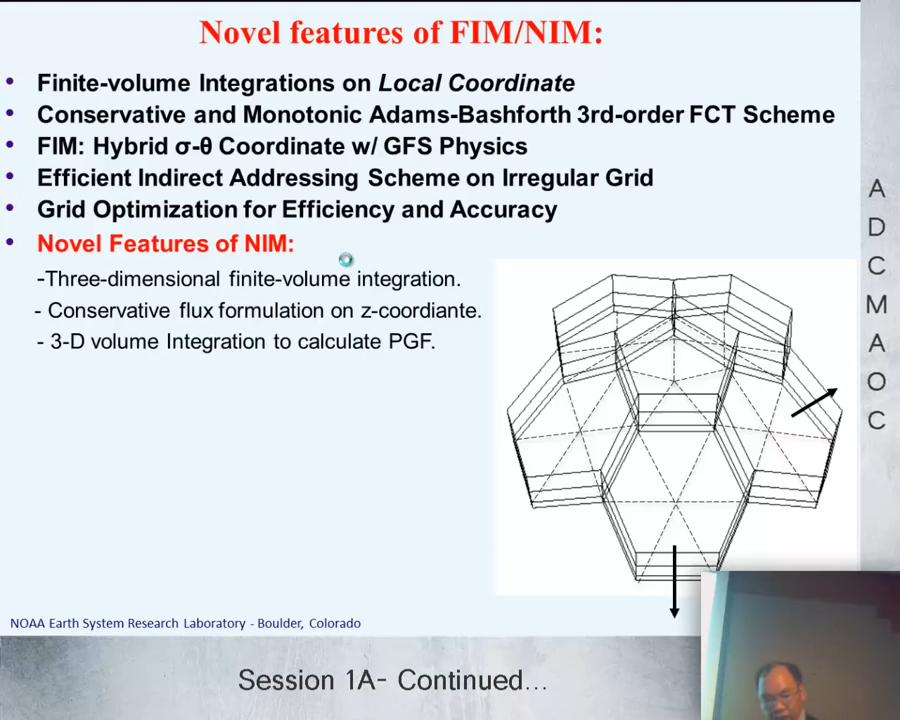 Novel features of FIM/NIM:
• Finite-volume Integrations on Local Coordinate
• Conservative and Monotonic Adams-Bashforth 3rd-order FCT Scheme
• FIM: Hybrid σ-θ Coordinate w/ GFS Physics
• Efficient Indirect Addressing Scheme on Irregular Grid
• Grid Optimization for Efficiency and Accuracy
• Novel Features of NIM:
-Three-dimensional finite-volume integration.
- Conservative flux formulation on z-coordiante.
- 3-D volume Integration to calculate PGF.
NOAA Earth System Research Laboratory - Boulder, Colorado
Session 1A- Continued...
A
D
C
M
A
O
C